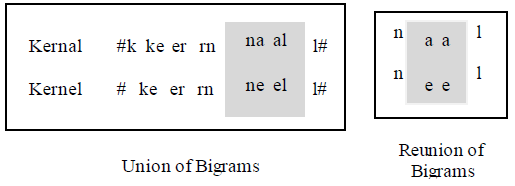 Kernal #k ke er rn na al l#
Kernel # ke er rn ne el l#
Union of Bigrams
n a a l
n e e l
Reunion of
Bigrams